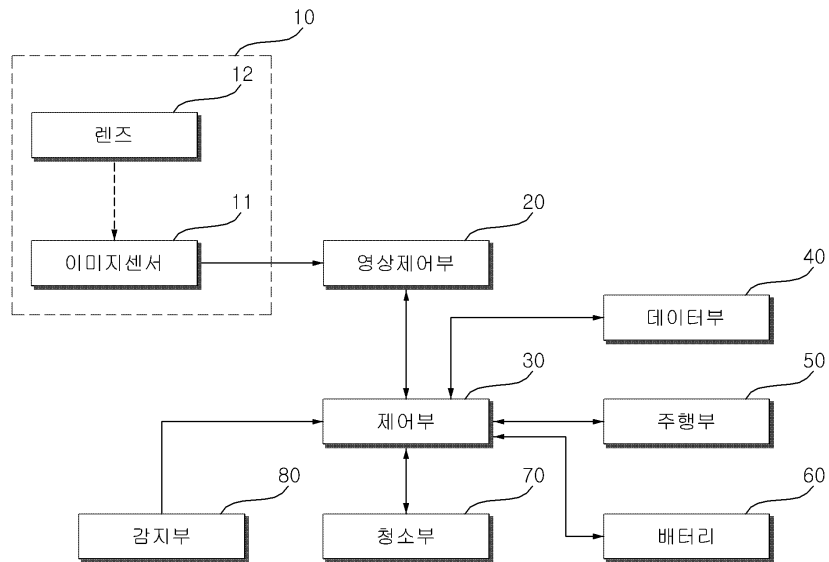 10
12
렌즈
11
이미지센서
20
영상제어부
40
데이터부
30
제어부
50
주행부
80
감지부
70
청소부
60
배터리